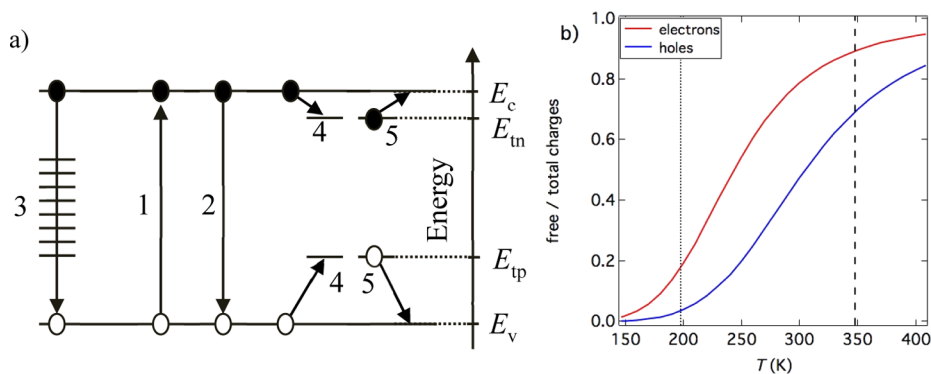 a)
3
1
2
4
5
4
5
Energy
E_c
E_tn
E_tp
E_v
b)
electrons
holes
free / total charges
1.0
0.8
0.6
0.4
0.2
0.0
150 200 250 300 350 400
T (K)